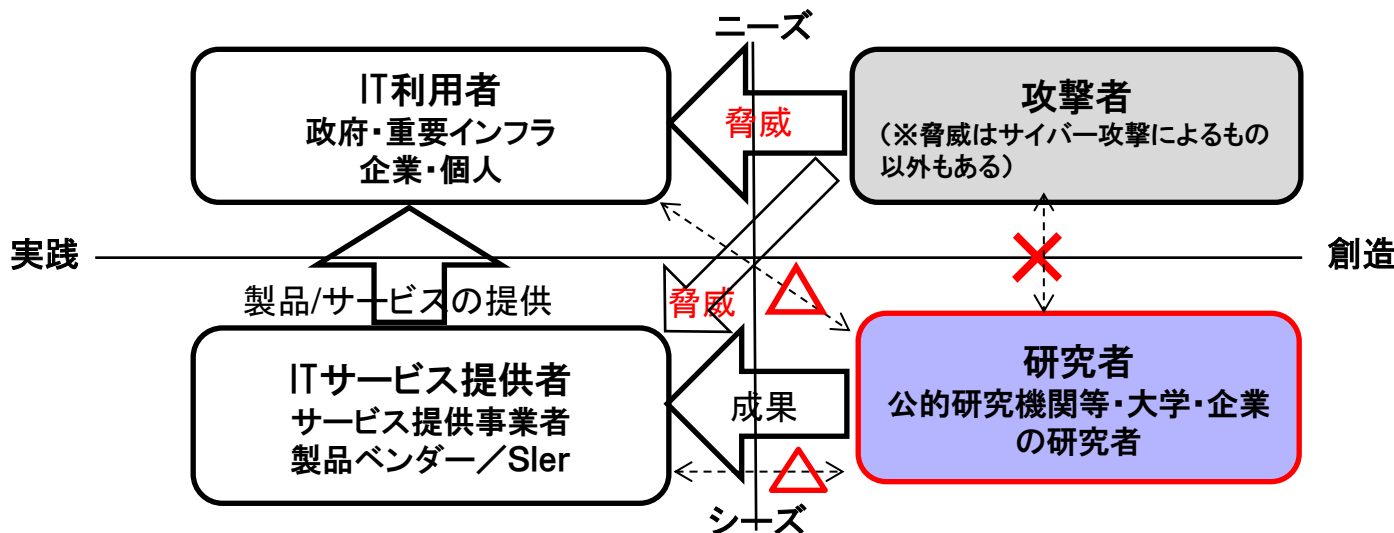 ニーズ
IT利用者
政府・重要インフラ
企業・個人
脅威
攻撃者
(※脅威はサイバー攻撃によるもの
以外もある)
実践
創造
製品/サービスの提供
脅威
ITサービス提供者
サービス提供事業者
製品ベンダー／SIer
成果
研究者
公的研究機関等・大学・企業
の研究者
シーズ